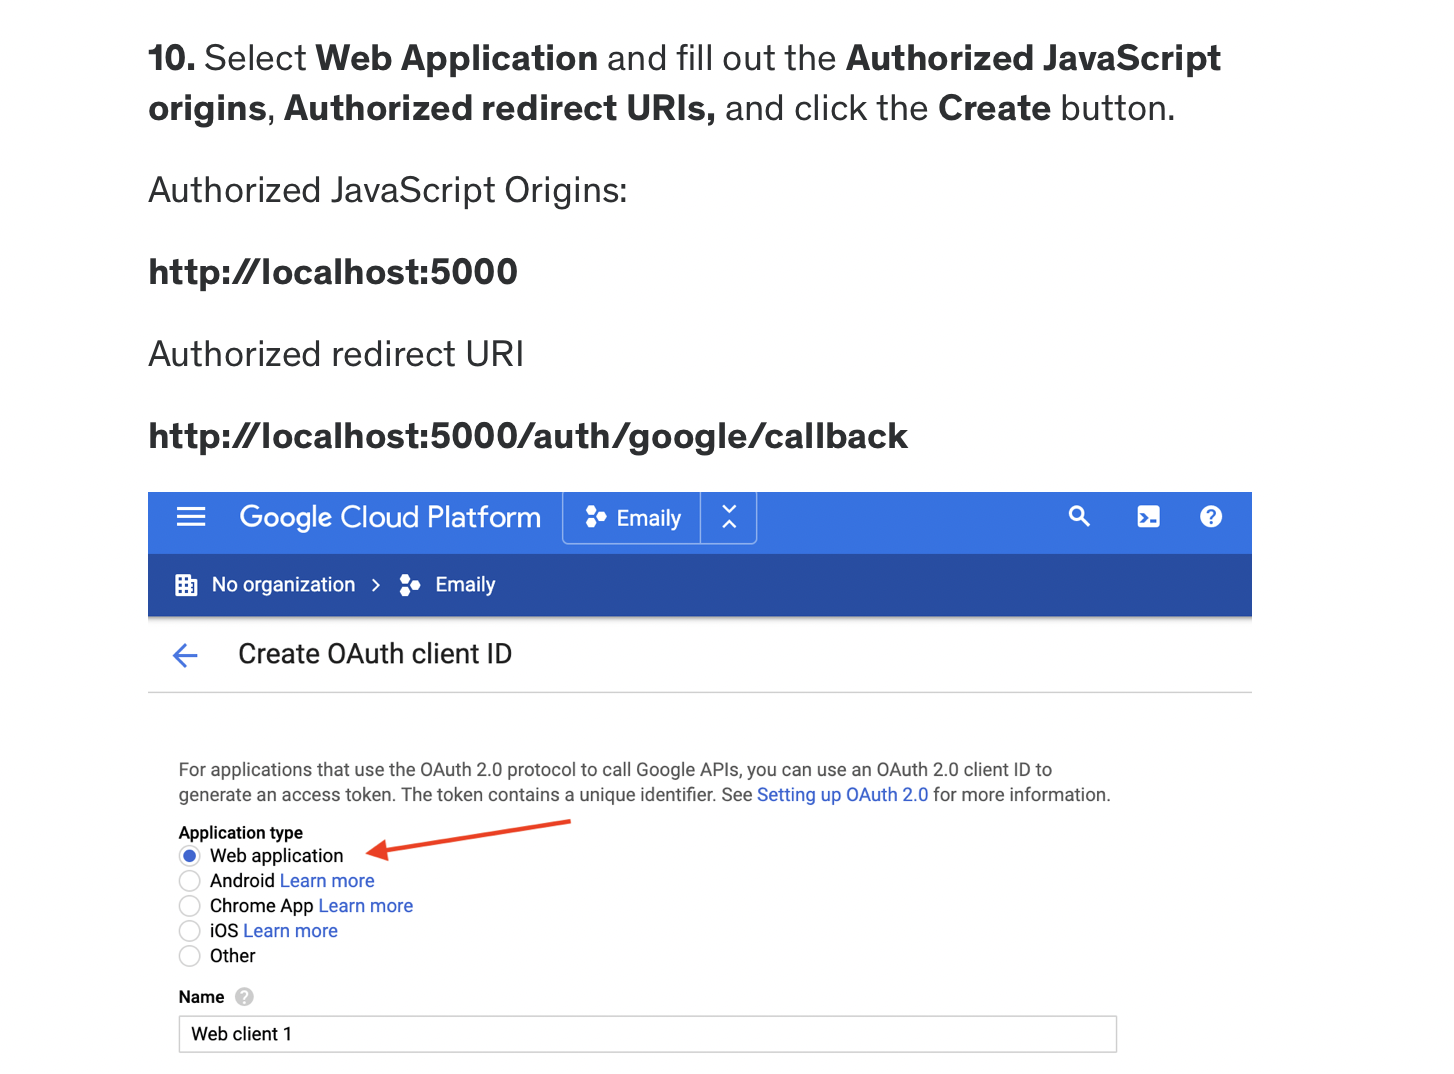 10. Select Web Application and fill out the Authorized JavaScript
origins, Authorized redirect URIs, and click the Create button.
Authorized JavaScript Origins:
http://localhost:5000
Authorized redirect URI
http://localhost:5000/auth/google/callback
Google Cloud Platform Emaily
No organization > Emaily
Create OAuth client ID
For applications that use the OAuth 2.0 protocol to call Google APIs, you can use an OAuth 2.0 client ID to
generate an access token. The token contains a unique identifier. See Setting up OAuth 2.0 for more information.
Application type
Web application
Android Learn more
Chrome App Learn more
iOS Learn more
Other
Name ?
Web client 1